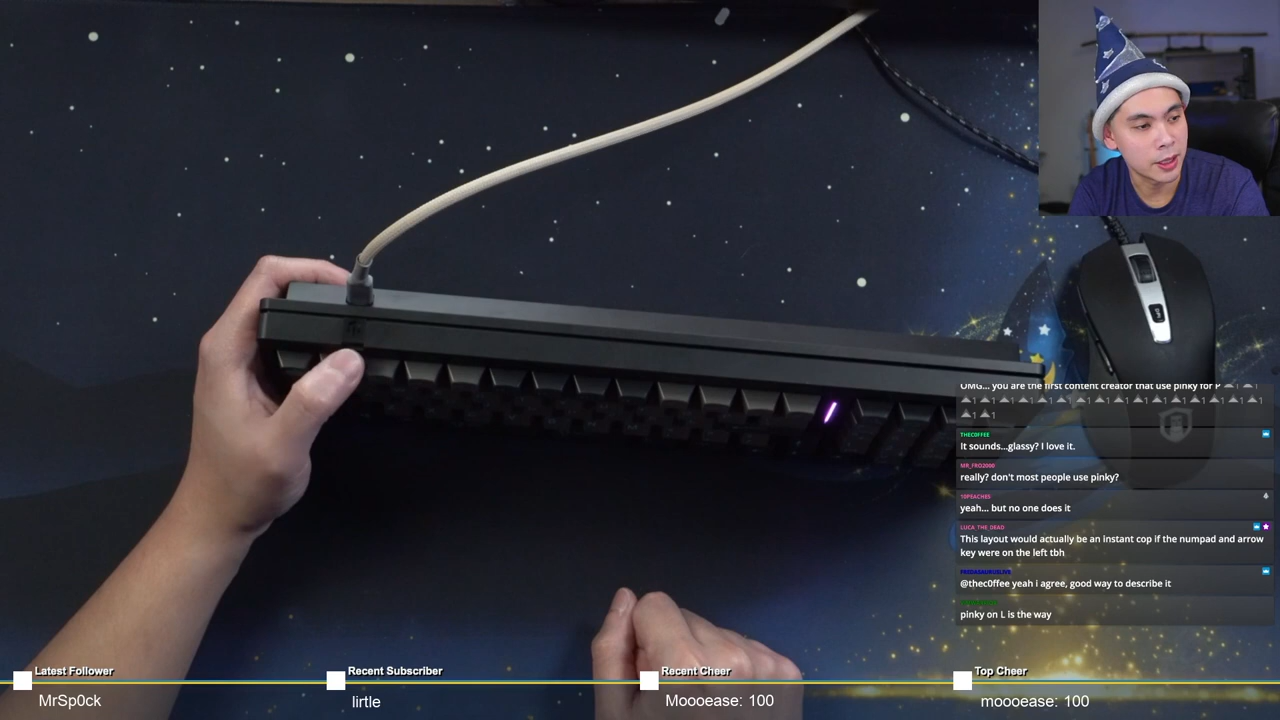 OMG... you are the first content creator that use pinky for P
THEC0FFEE
It sounds...glassy? I love it.
MR_FRO2000
really? don't most people use pinky?
10PEACHES
yeah... but no one does it
LUCA_THE_DEAD
This layout would actually be an instant cop if the numpad and arrow
key were on the left tbh
@thec0ffee yeah i agree, good way to describe it
pinky on L is the way
Latest Follower
MrSp0ck
Recent Subscriber
lirtle
Recent Cheer
Moooease: 100
Top Cheer
moooease: 100